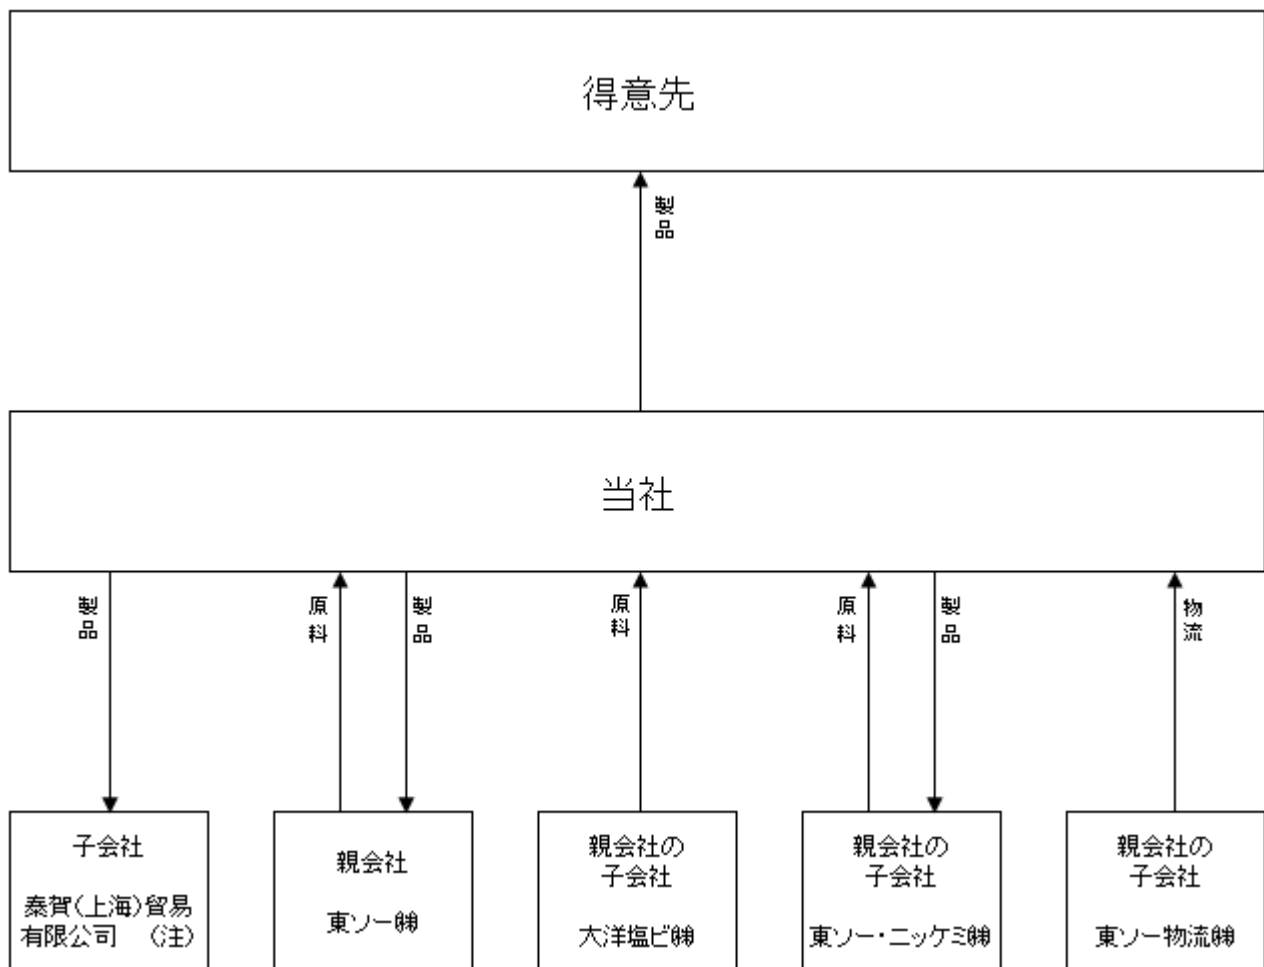 得意先
製品
当社
製品
原料
製品
原料
原料
製品
物流
子会社
泰賀(上海)貿易
有限公司 (注)
親会社
東ソー㈱
親会社の
子会社
大洋塩ビ㈱
親会社の
子会社
東ソー・ニッケミ㈱
親会社の
子会社
東ソー物流㈱